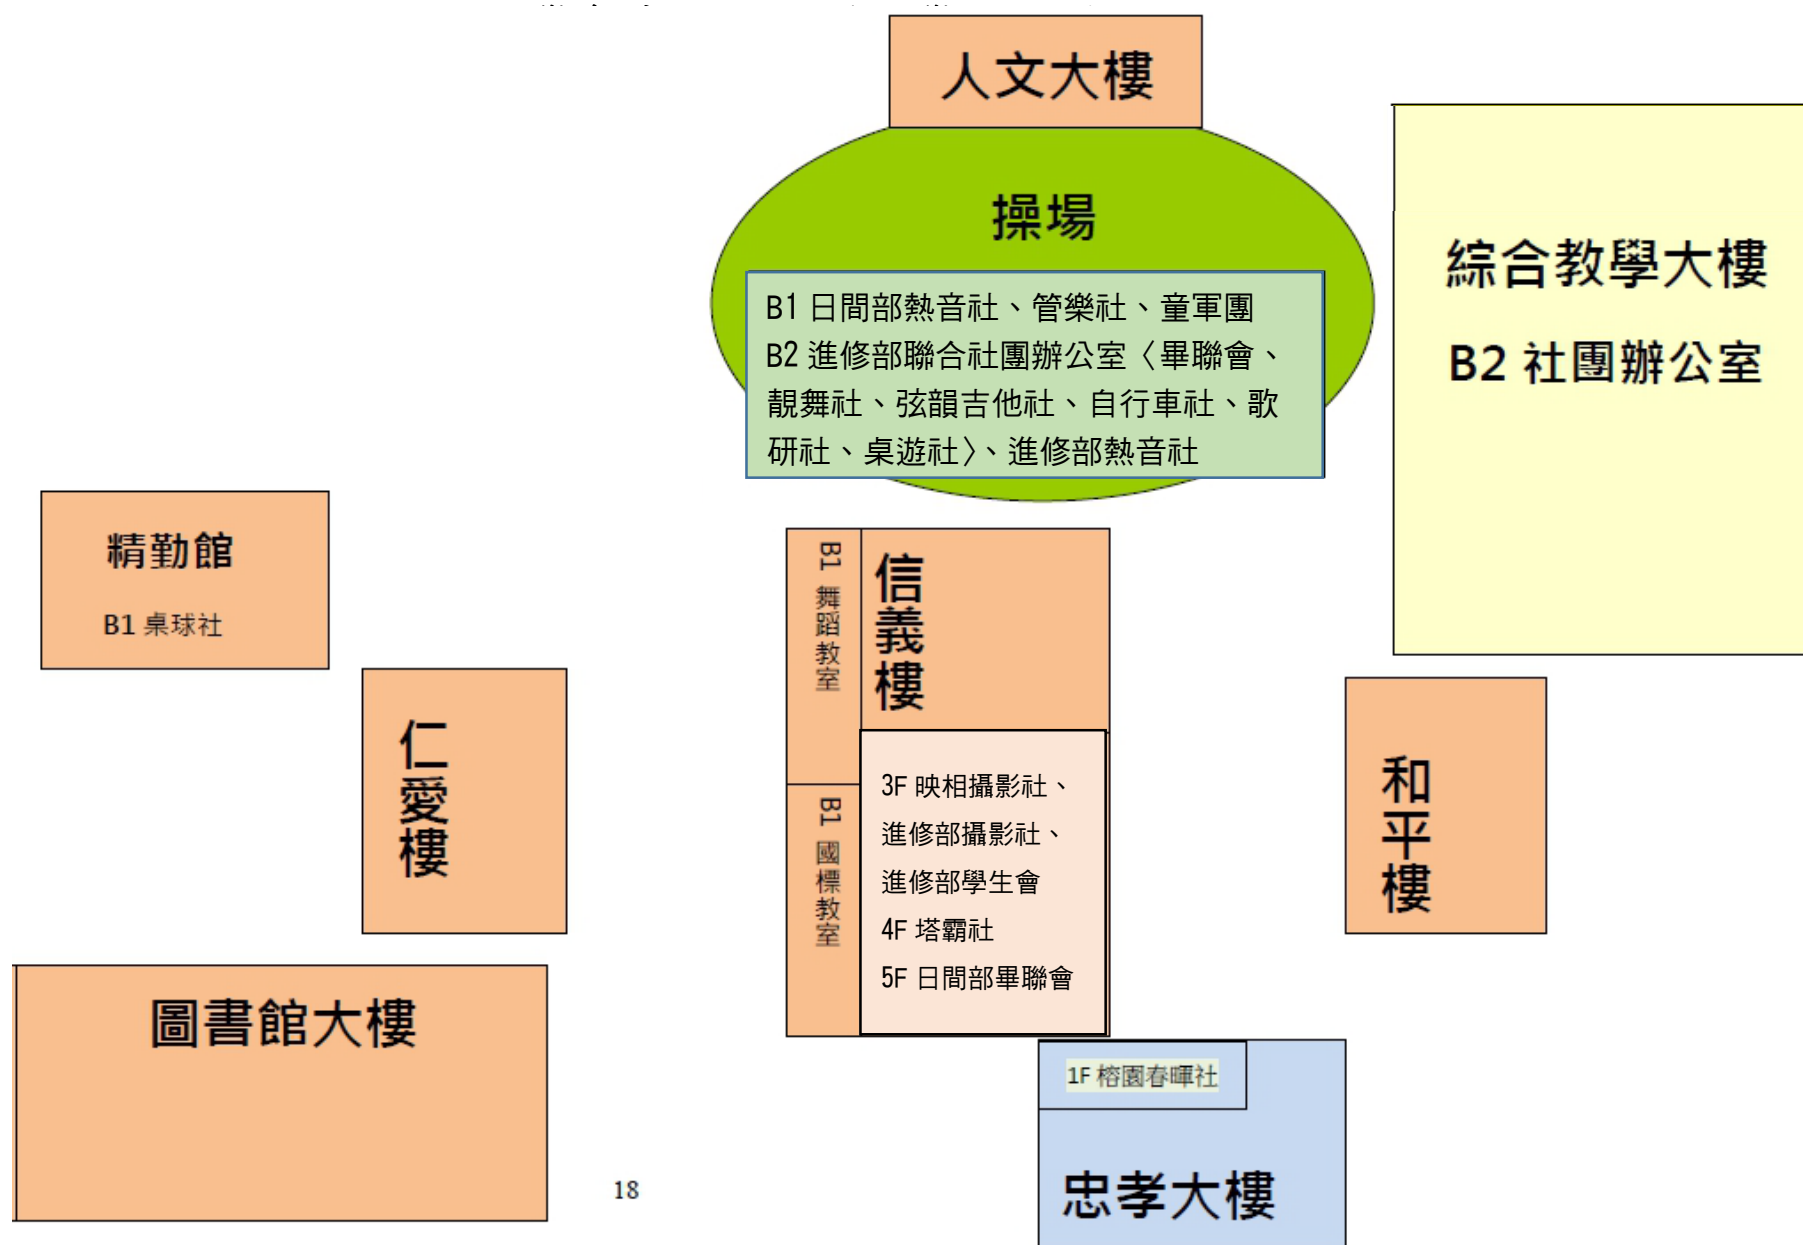 人文大樓
操場
B1 日間部熱音社、管樂社、童軍團
B2 進修部聯合社團辦公室〈畢聯會、
靚舞社、弦韻吉他社、自行車社、歌
研社、桌遊社〉、進修部熱音社
綜合教學大樓
B2 社團辦公室
精勤館
B1 桌球社
仁愛樓
圖書館大樓
B1 舞蹈教室
B1 國標教室
信義樓
3F 映相攝影社、
進修部攝影社、
進修部學生會
4F 塔霸社
5F 日間部畢聯會
和平樓
1F 榕園春暉社
忠孝大樓
18